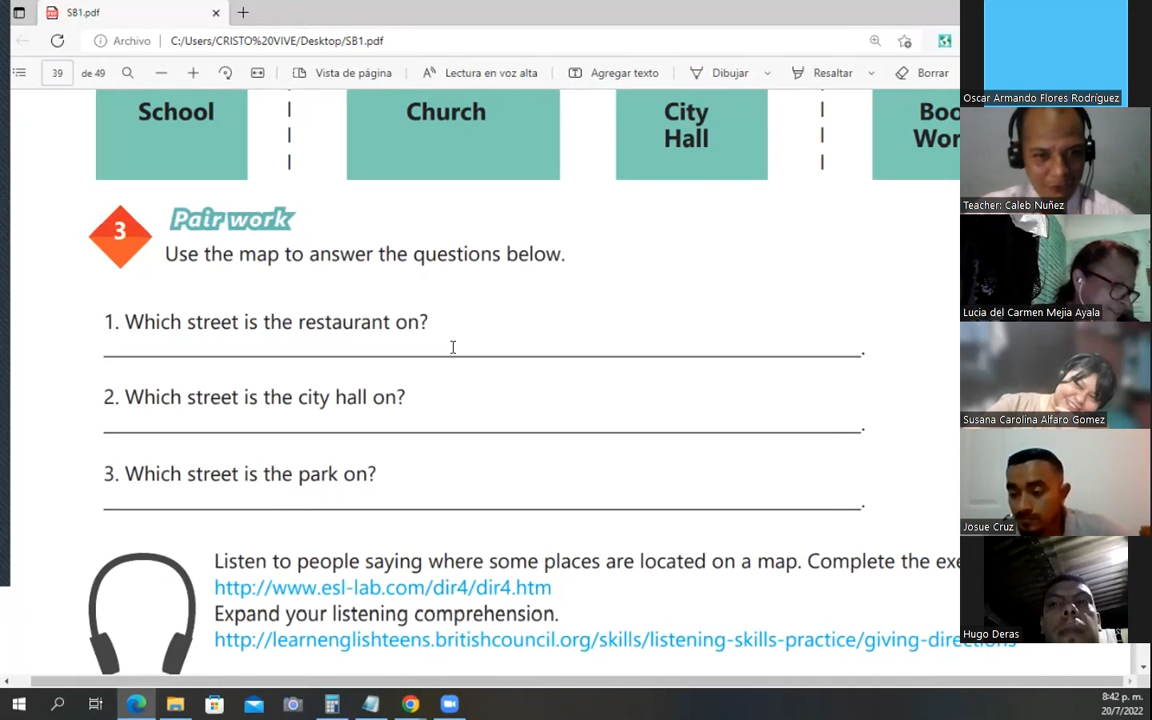 SB1.pdf
Archivo
C:/Users/CRISTO%20VIVE/Desktop/SB1.pdf
39
de 49
Vista de página
Lectura en voz alta
Agregar texto
Dibujar
Resaltar
Borrar
School
Church
City
Hall
Boo
Wor
3
Pair work
Use the map to answer the questions below.
1. Which street is the restaurant on?
2. Which street is the city hall on?
3. Which street is the park on?
Listen to people saying where some places are located on a map. Complete the exe
http://www.esl-lab.com/dir4/dir4.htm
Expand your listening comprehension.
http://learnenglishteens.britishcouncil.org/skills/listening-skills-practice/giving-directions
Oscar Armando Flores Rodríguez
Teacher: Caleb Nuñez
Lucia del Carmen Mejia Ayala
Susana Carolina Alfaro Gomez
Josue Cruz
Hugo Deras
8:42 p. m.
20/7/2022